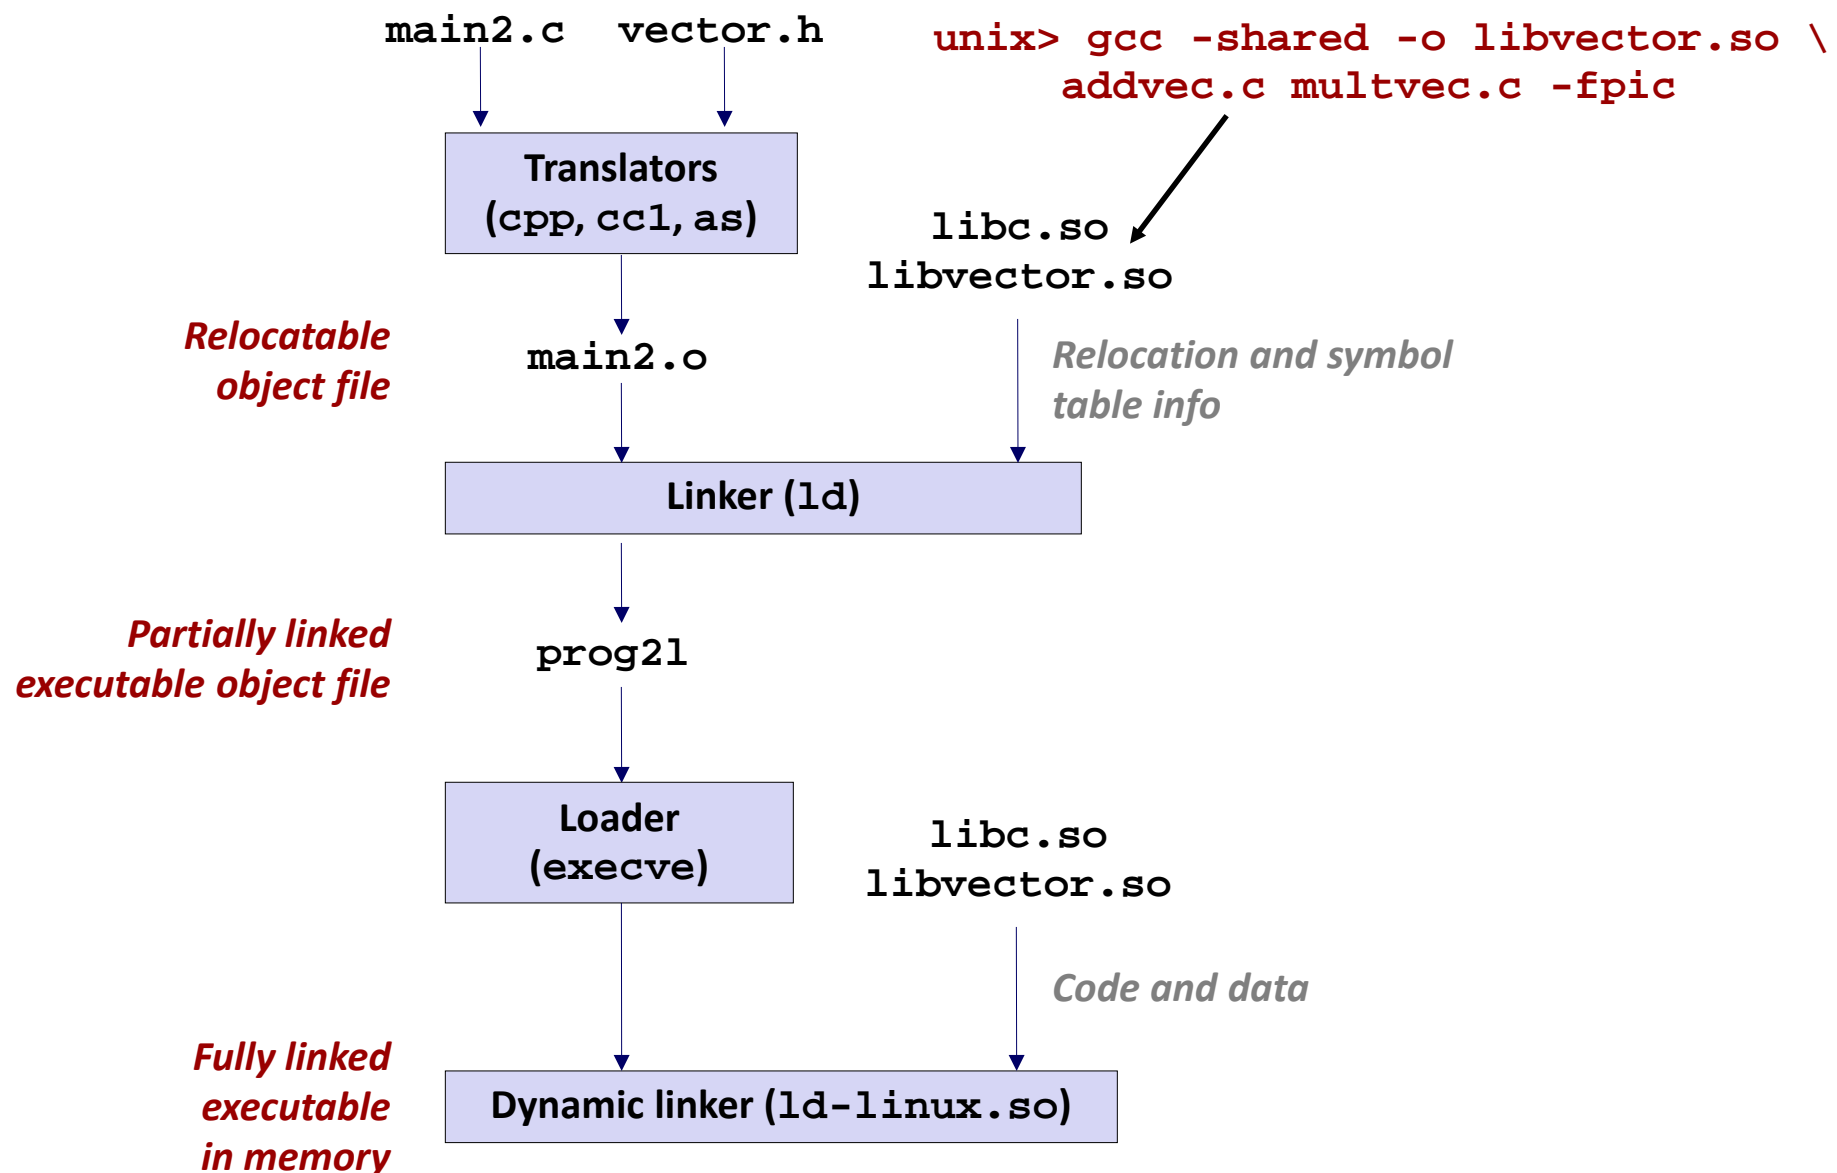 main2.c vector.h
unix> gcc -shared -o libvector.so \
addvec.c multvec.c -fpic
Translators
(cpp, cc1, as)
libc.so
libvector.so
Relocatable
object file
main2.o
Relocation and symbol
table info
Linker (ld)
Partially linked
executable object file
prog2l
Loader
(execve)
libc.so
libvector.so
Code and data
Fully linked
executable
in memory
Dynamic linker (ld-linux.so)